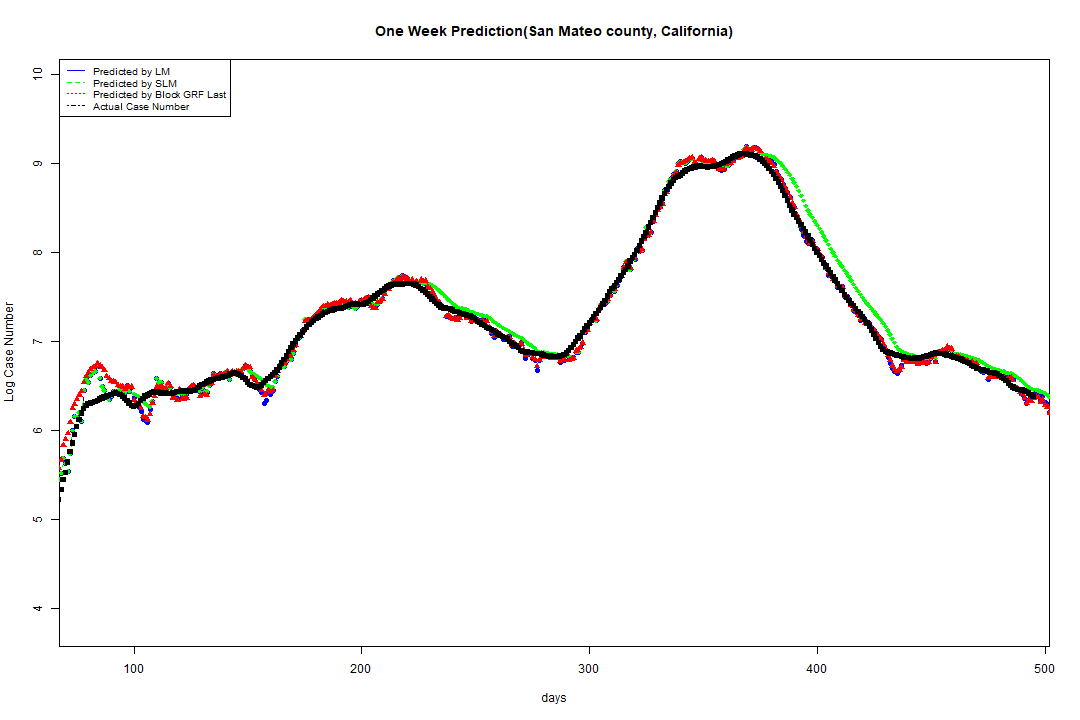 One Week Prediction(San Mateo county, California)
Predicted by LM
Predicted by SLM
Predicted by Block GRF Last
Actual Case Number
10
9
8
7
6
5
4
Log Case Number
100 200 300 400 500
days